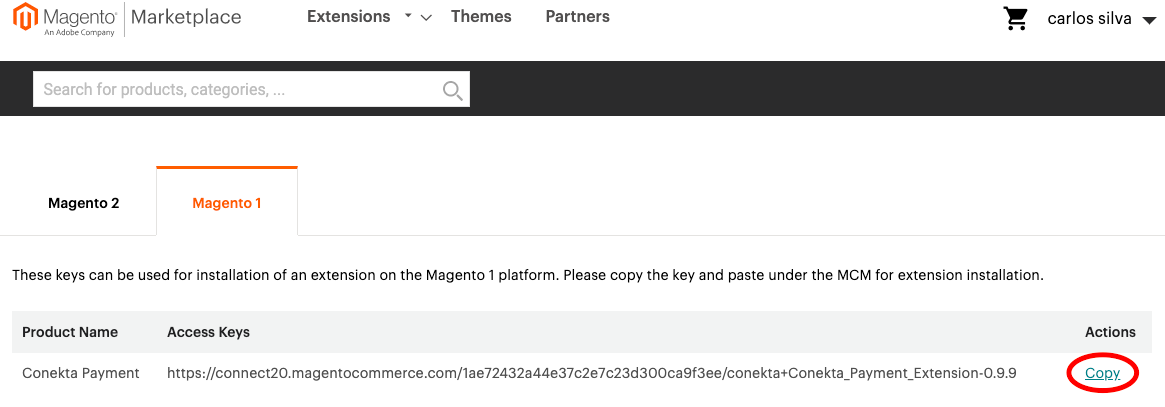 Magento Marketplace
An Adobe Company
Extensions Themes Partners
carlos silva
Search for products, categories, ...
Magento 2 Magento 1
These keys can be used for installation of an extension on the Magento 1 platform. Please copy the key and paste under the MCM for extension installation.
Product Name Access Keys Actions
Conekta Payment https://connect20.magentocommerce.com/1ae72432a44e37c2e7c23d300ca9f3ee/conekta+Conekta_Payment_Extension-0.9.9 Copy